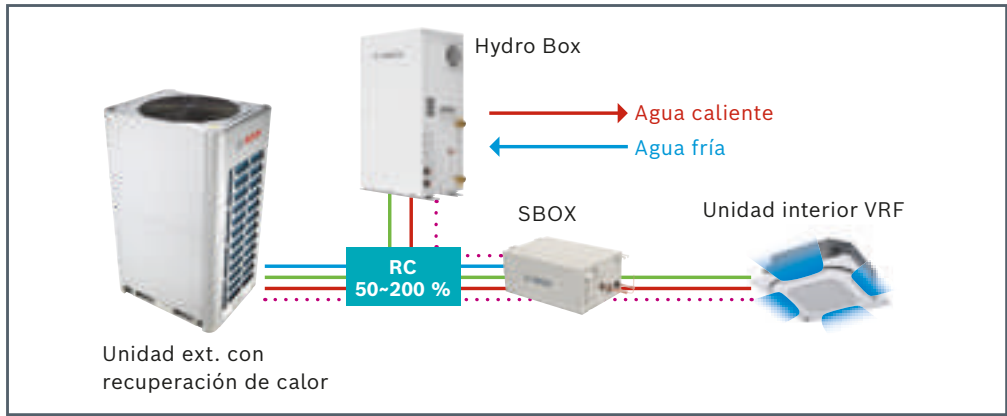 Hydro Box
Agua caliente
Agua fría
SBOX
Unidad interior VRF
RC
50~200 %
Unidad ext. con
recuperación de calor